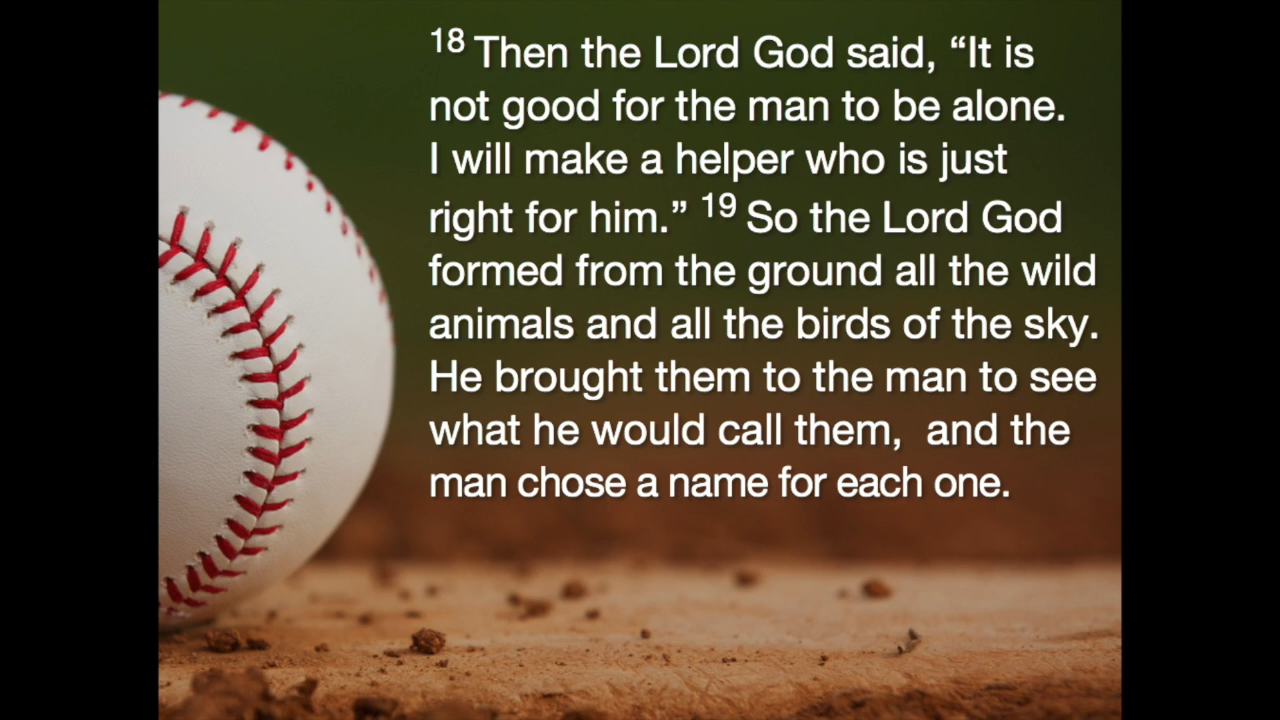 18 Then the Lord God said, “It is
not good for the man to be alone.
I will make a helper who is just
right for him.” 19 So the Lord God
formed from the ground all the wild
animals and all the birds of the sky.
He brought them to the man to see
what he would call them,  and the
man chose a name for each one.